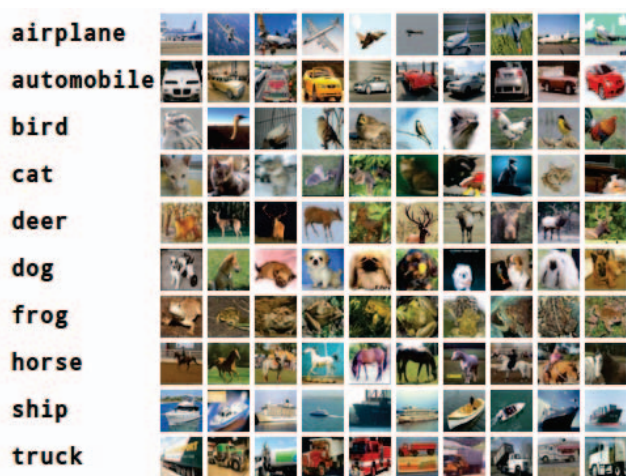 airplane
automobile
bird
cat
deer
dog
frog
horse
ship
truck